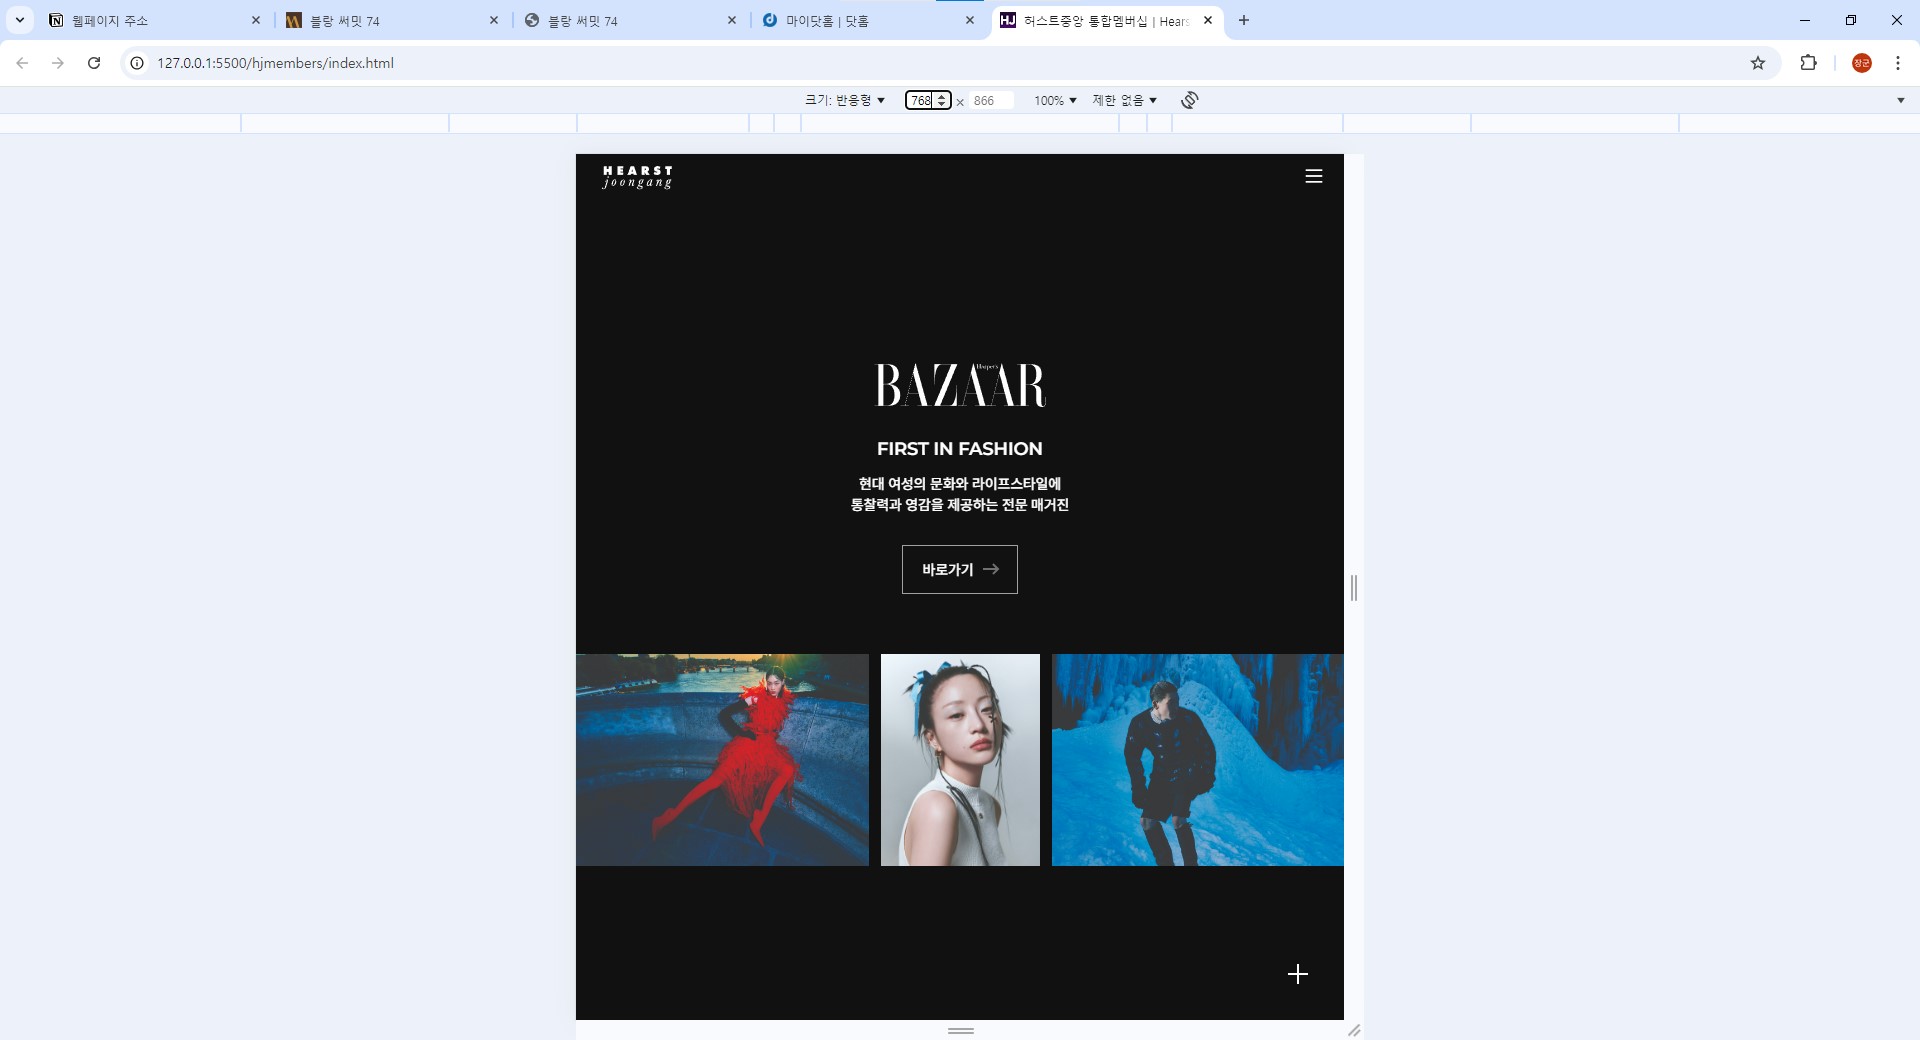 웹페이지 주소
블랑 써밋 74
블랑 써밋 74
마이닷홈 | 닷홈
허스트중앙 통합멤버십 | Hears
127.0.0.1:5500/hjmembers/index.html
장군
크기: 반응형
768 × 866
100%
제한 없음
HEARST
joongang
Harper's
BAZAAR
FIRST IN FASHION
현대 여성의 문화와 라이프스타일에
통찰력과 영감을 제공하는 전문 매거진
바로가기